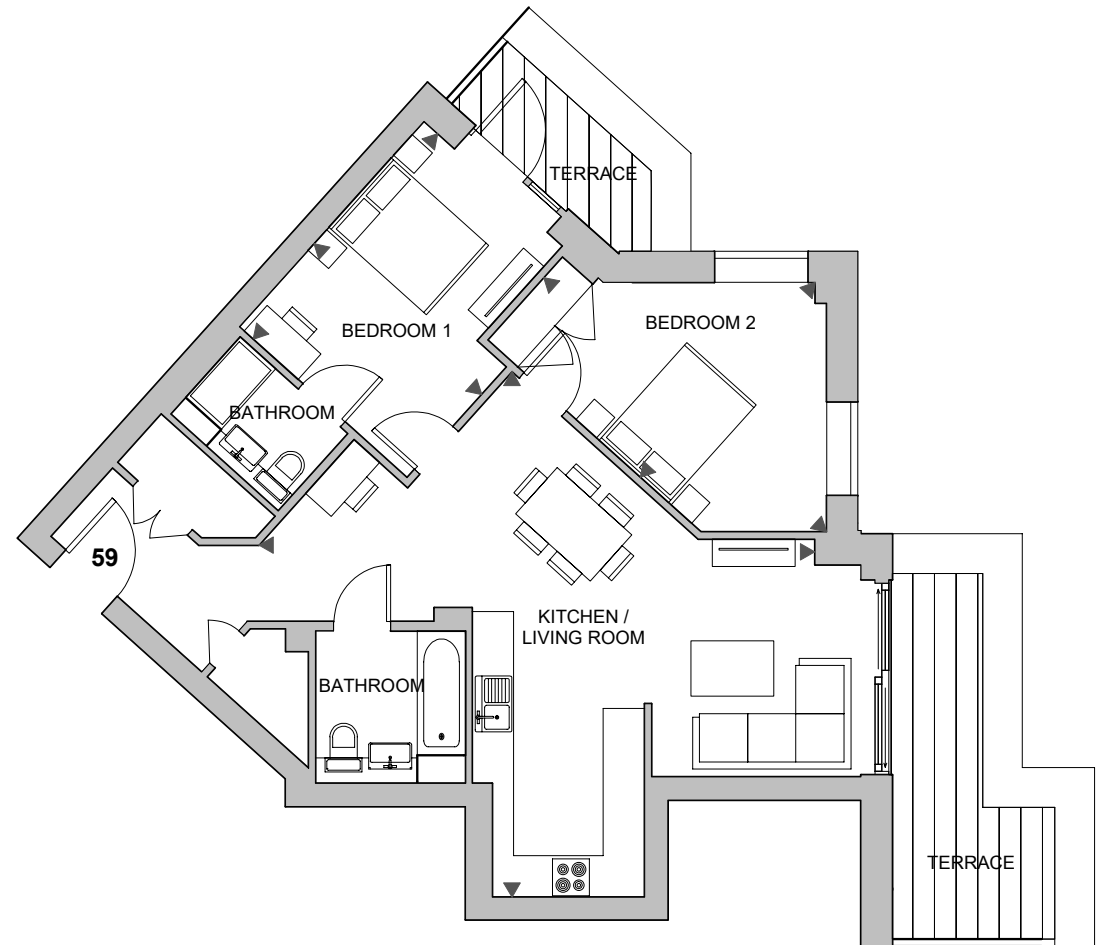 TERRACE
BEDROOM 1
BEDROOM 2
BATHROOM
59
KITCHEN /
LIVING ROOM
BATHROOM
TERRACE